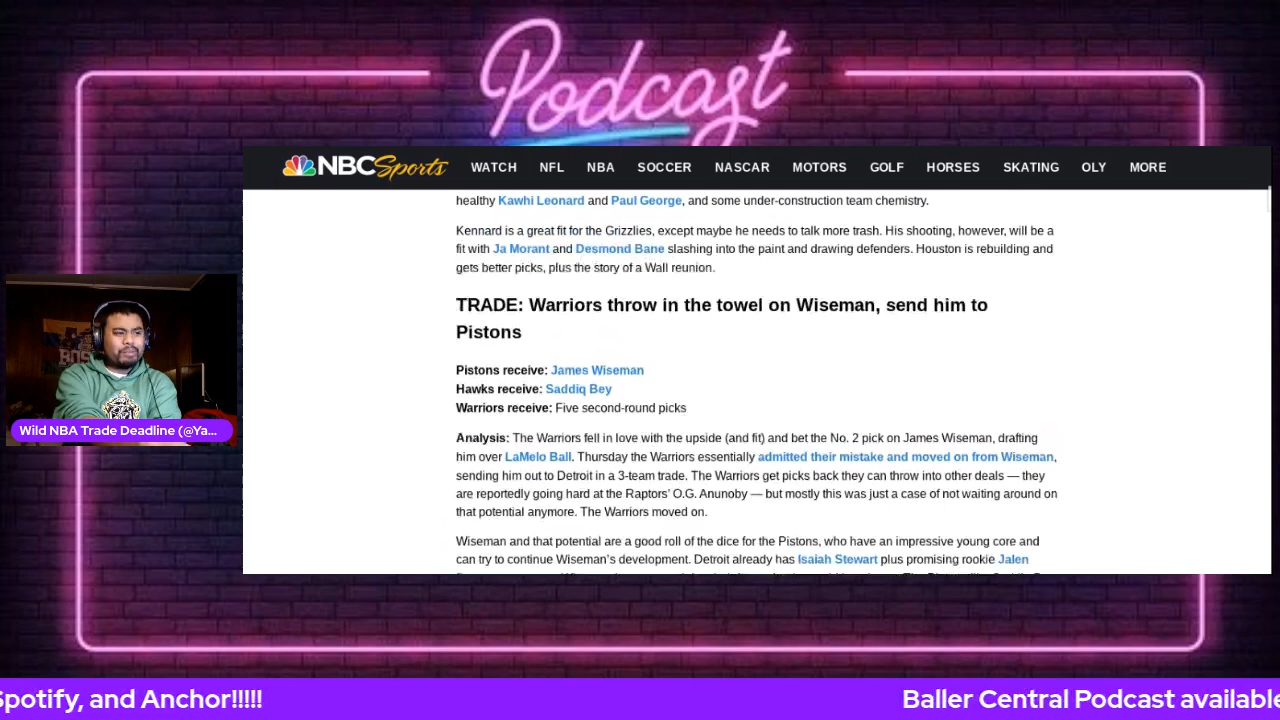 Podcast
NBC Sports WATCH NFL NBA SOCCER NASCAR MOTORS GOLF HORSES SKATING OLY MORE
healthy Kawhi Leonard and Paul George, and some under-construction team chemistry.
Kennard is a great fit for the Grizzlies, except maybe he needs to talk more trash. His shooting, however, will be a
fit with Ja Morant and Desmond Bane slashing into the paint and drawing defenders. Houston is rebuilding and
gets better picks, plus the story of a Wall reunion.
TRADE: Warriors throw in the towel on Wiseman, send him to
Pistons
Pistons receive: James Wiseman
Hawks receive: Saddiq Bey
Warriors receive: Five second-round picks
Analysis: The Warriors fell in love with the upside (and fit) and bet the No. 2 pick on James Wiseman, drafting
him over LaMelo Ball. Thursday the Warriors essentially admitted their mistake and moved on from Wiseman,
sending him out to Detroit in a 3-team trade. The Warriors get picks back they can throw into other deals — they
are reportedly going hard at the Raptors' O.G. Anunoby — but mostly this was just a case of not waiting around on
that potential anymore. The Warriors moved on.
Wiseman and that potential are a good roll of the dice for the Pistons, who have an impressive young core and
can try to continue Wiseman's development. Detroit already has Isaiah Stewart plus promising rookie Jalen
Wild NBA Trade Deadline (@Ya...
Spotify, and Anchor!!!!!
Baller Central Podcast available